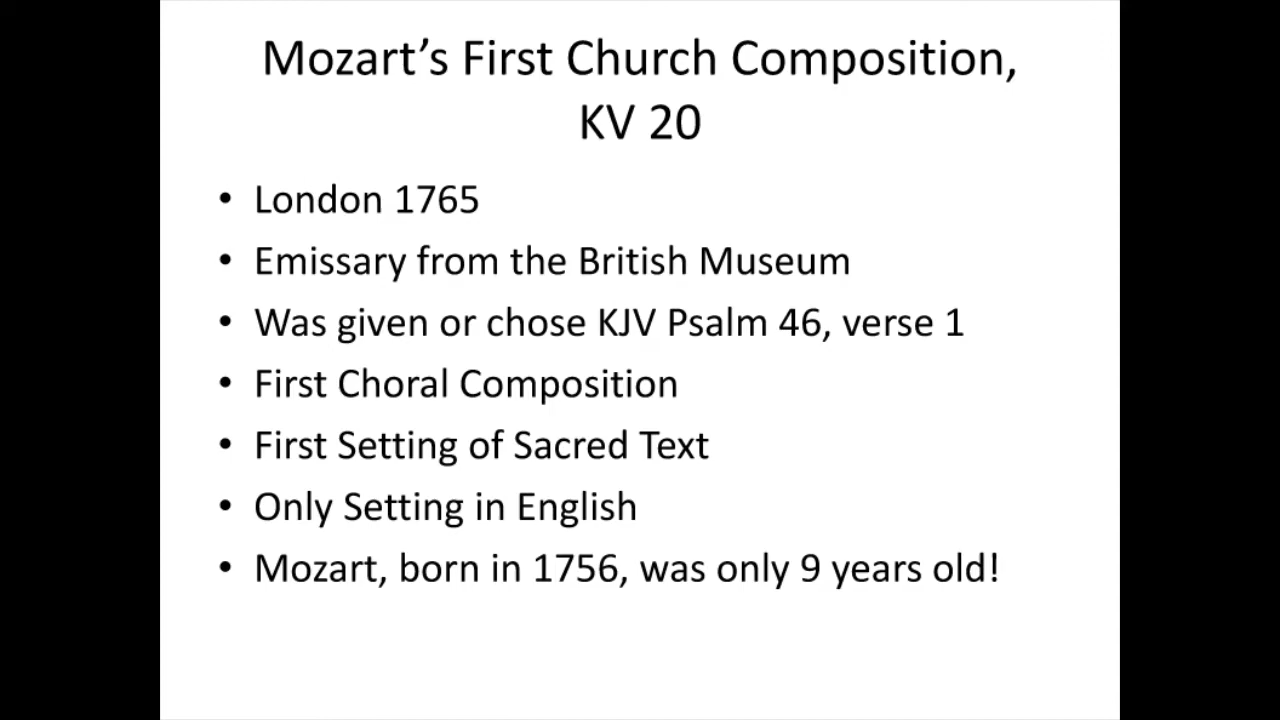 Mozart’s First Church Composition,
KV 20
• London 1765
• Emissary from the British Museum
• Was given or chose KJV Psalm 46, verse 1
• First Choral Composition
• First Setting of Sacred Text
• Only Setting in English
• Mozart, born in 1756, was only 9 years old!